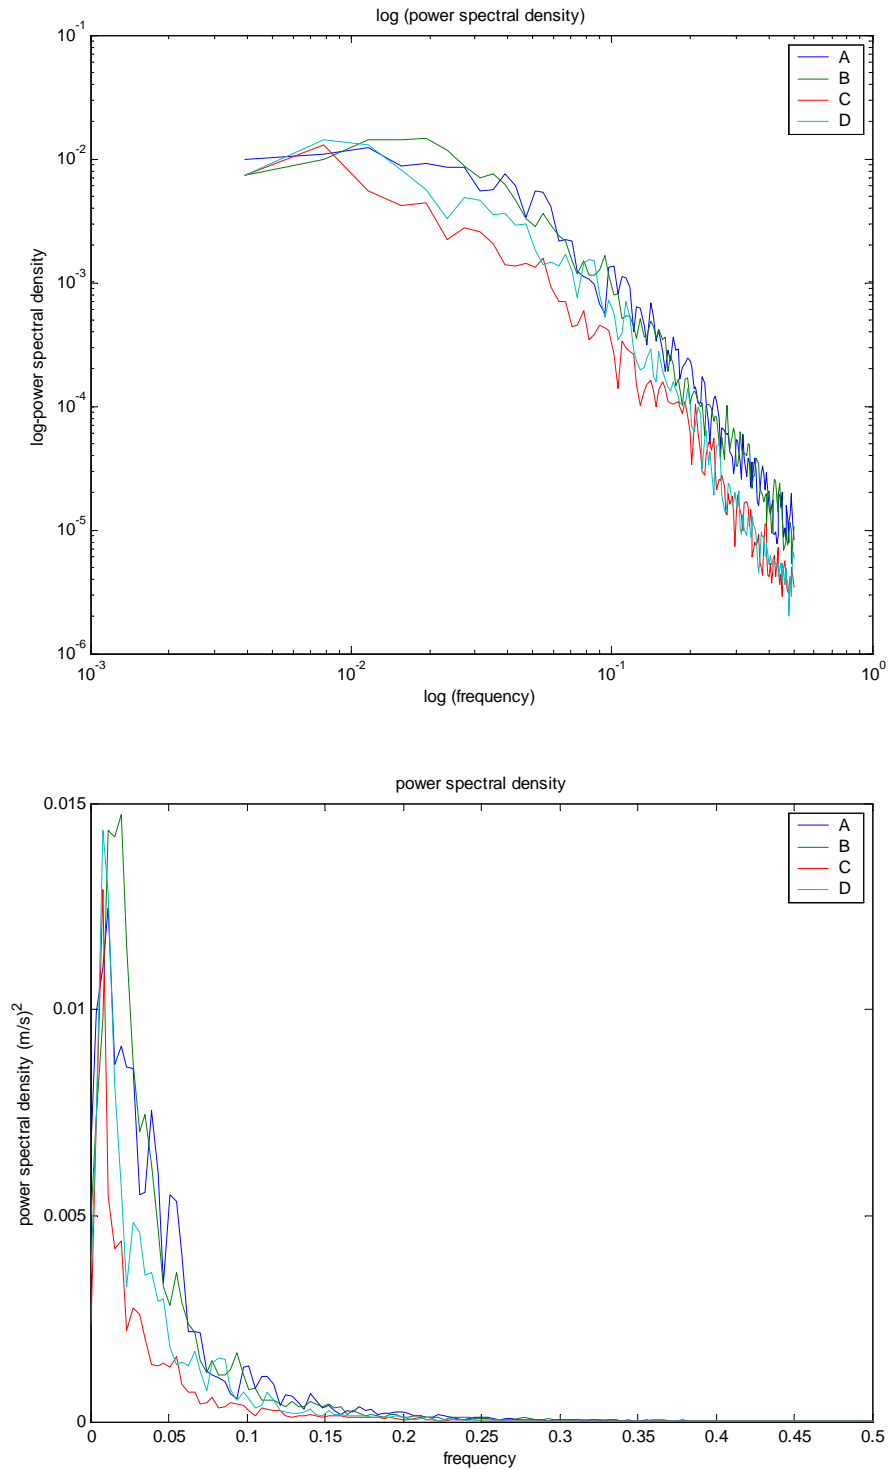 log (power spectral density)
10^-1
10^-2
10^-3
10^-4
10^-5
10^-6
log-power spectral density
A
B
C
D
10^-3
10^-2
10^-1
10^0
log (frequency)
power spectral density
0.015
0.01
0.005
0
power spectral density (m/s)^2
A
B
C
D
0 0.05 0.1 0.15 0.2 0.25 0.3 0.35 0.4 0.45 0.5
frequency